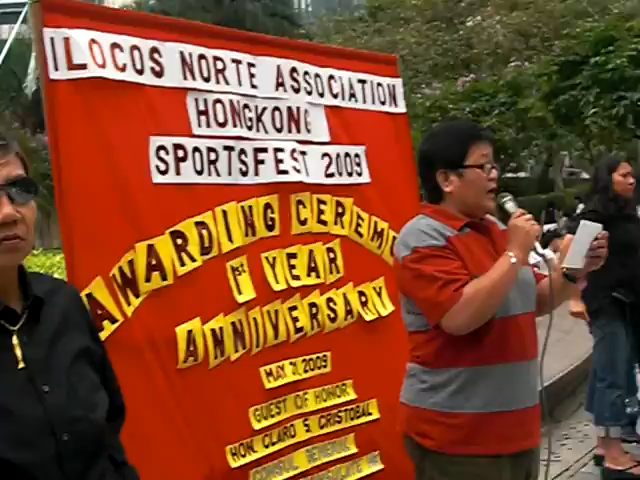 ILOCOS NORTE ASSOCIATION
HONGKONG
SPORTSFEST 2009
AWARDING CEREM
1st YEAR
ANNIVERSARY
MAY 31, 2009
GUEST OF HONOR
HON. CLARO S. CRISTOBAL
CONSUL GENERAL